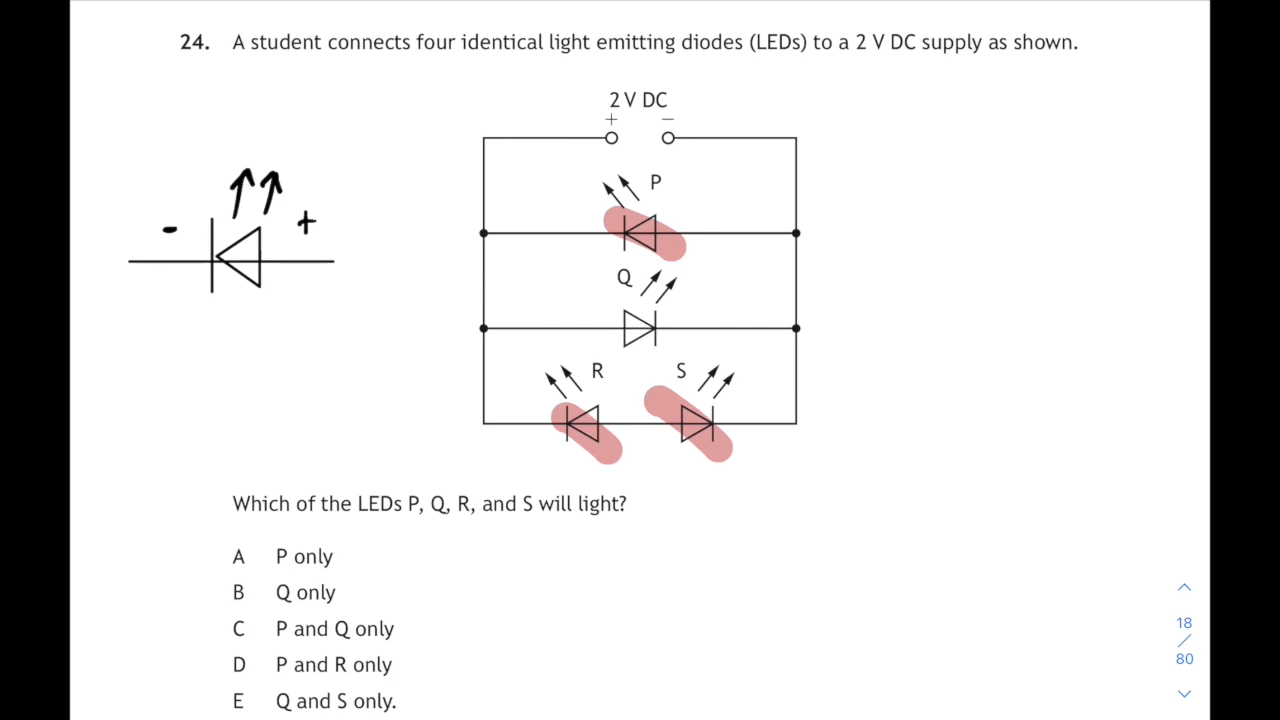 24. A student connects four identical light emitting diodes (LEDs) to a 2 V DC supply as shown.
2 V DC
+ −
P
- +
Q
R S
Which of the LEDs P, Q, R, and S will light?
A P only
B Q only
C P and Q only
D P and R only
E Q and S only.
18
/
80